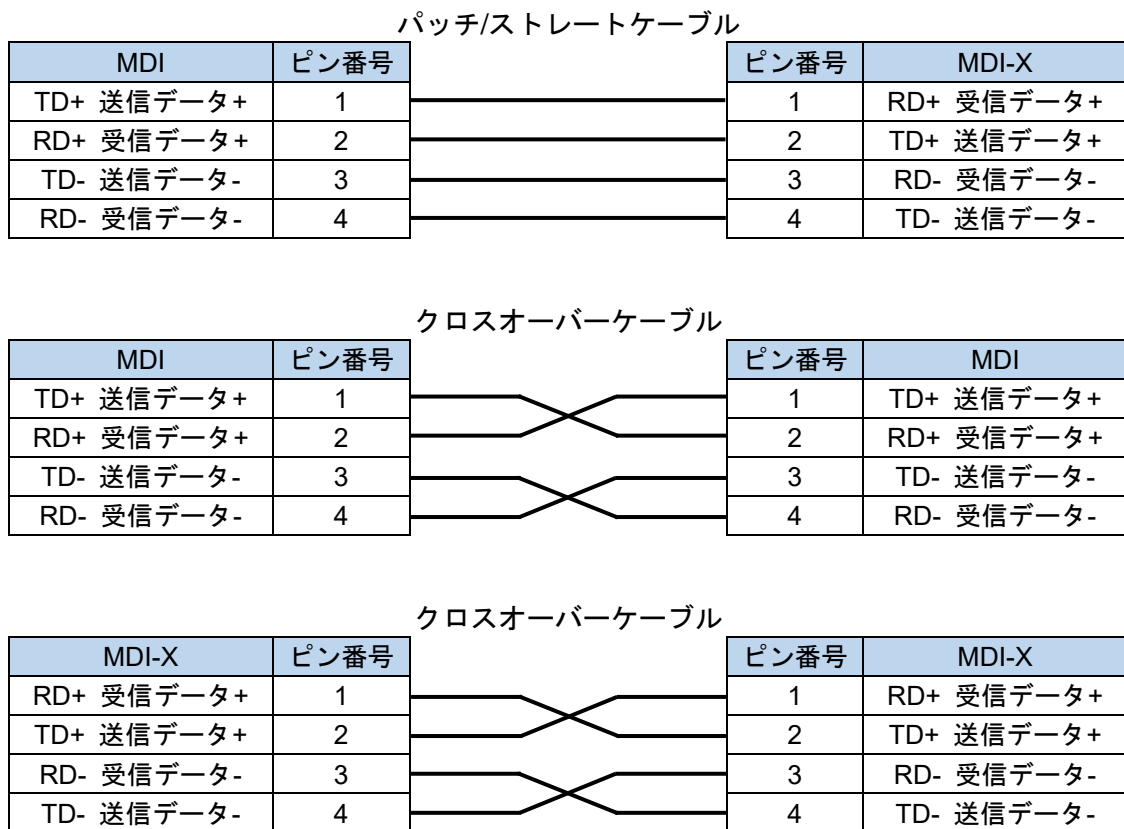 パッチ/ストレートケーブル
MDI ピン番号 ピン番号 MDI-X
TD+ 送信データ+ 1 1 RD+ 受信データ+
RD+ 受信データ+ 2 2 TD+ 送信データ+
TD- 送信データ- 3 3 RD- 受信データ-
RD- 受信データ- 4 4 TD- 送信データ-
クロスオーバーケーブル
MDI ピン番号 ピン番号 MDI
TD+ 送信データ+ 1 1 TD+ 送信データ+
RD+ 受信データ+ 2 2 RD+ 受信データ+
TD- 送信データ- 3 3 TD- 送信データ-
RD- 受信データ- 4 4 RD- 受信データ-
クロスオーバーケーブル
MDI-X ピン番号 ピン番号 MDI-X
RD+ 受信データ+ 1 1 RD+ 受信データ+
TD+ 送信データ+ 2 2 TD+ 送信データ+
RD- 受信データ- 3 3 RD- 受信データ-
TD- 送信データ- 4 4 TD- 送信データ-